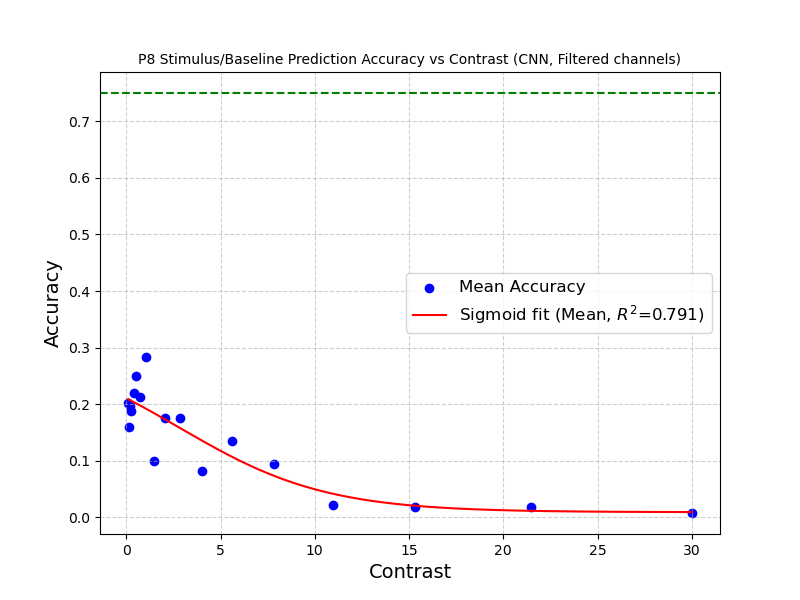 P8 Stimulus/Baseline Prediction Accuracy vs Contrast (CNN, Filtered channels)
0.7
0.6
0.5
0.4
0.3
0.2
0.1
0.0
Accuracy
Mean Accuracy
Sigmoid fit (Mean, $R^2$=0.791)
0 5 10 15 20 25 30
Contrast